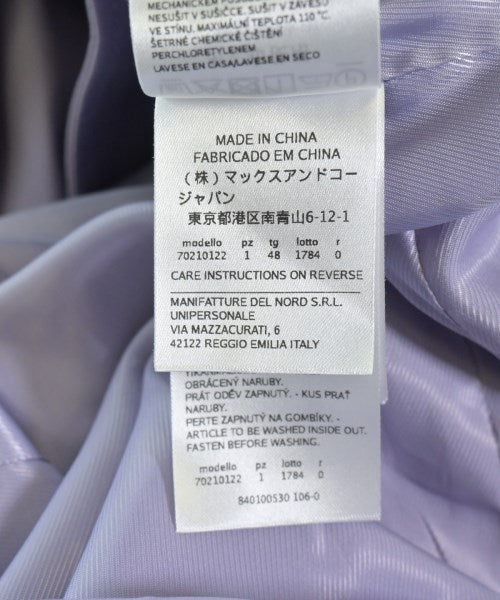 NESUŠIT V SUŠIČCE. SUŠIT V ZÁVĚSU
VE STÍNU. MAXIMÁLNÍ TEPLOTA 110 °C.
ŠETRNÉ CHEMICKÉ ČIŠTĚNÍ
PERCHLORETYLENEM
LAVESE EN CASA/LAVESE EN SECO
MADE IN CHINA
FABRICADO EM CHINA
（株）マックスアンドコー
ジャパン
東京都港区南青山6-12-1
modello pz tg lotto r
70210122 1 48 1784 0
CARE INSTRUCTIONS ON REVERSE
MANIFATTURE DEL NORD S.R.L.
UNIPERSONALE
VIA MAZZACURATI, 6
42122 REGGIO EMILIA ITALY
OBRÁCENÝ NARUBY.
PRÁT ODĚV ZAPNUTÝ. - KUS PRAŤ
NARUBY.
PERTE ZAPNUTÝ NA GOMBÍKY. -
ARTICLE TO BE WASHED INSIDE OUT.
FASTEN BEFORE WASHING.
modello pz lotto r
70210122 1 1784 0
840100530 106-0